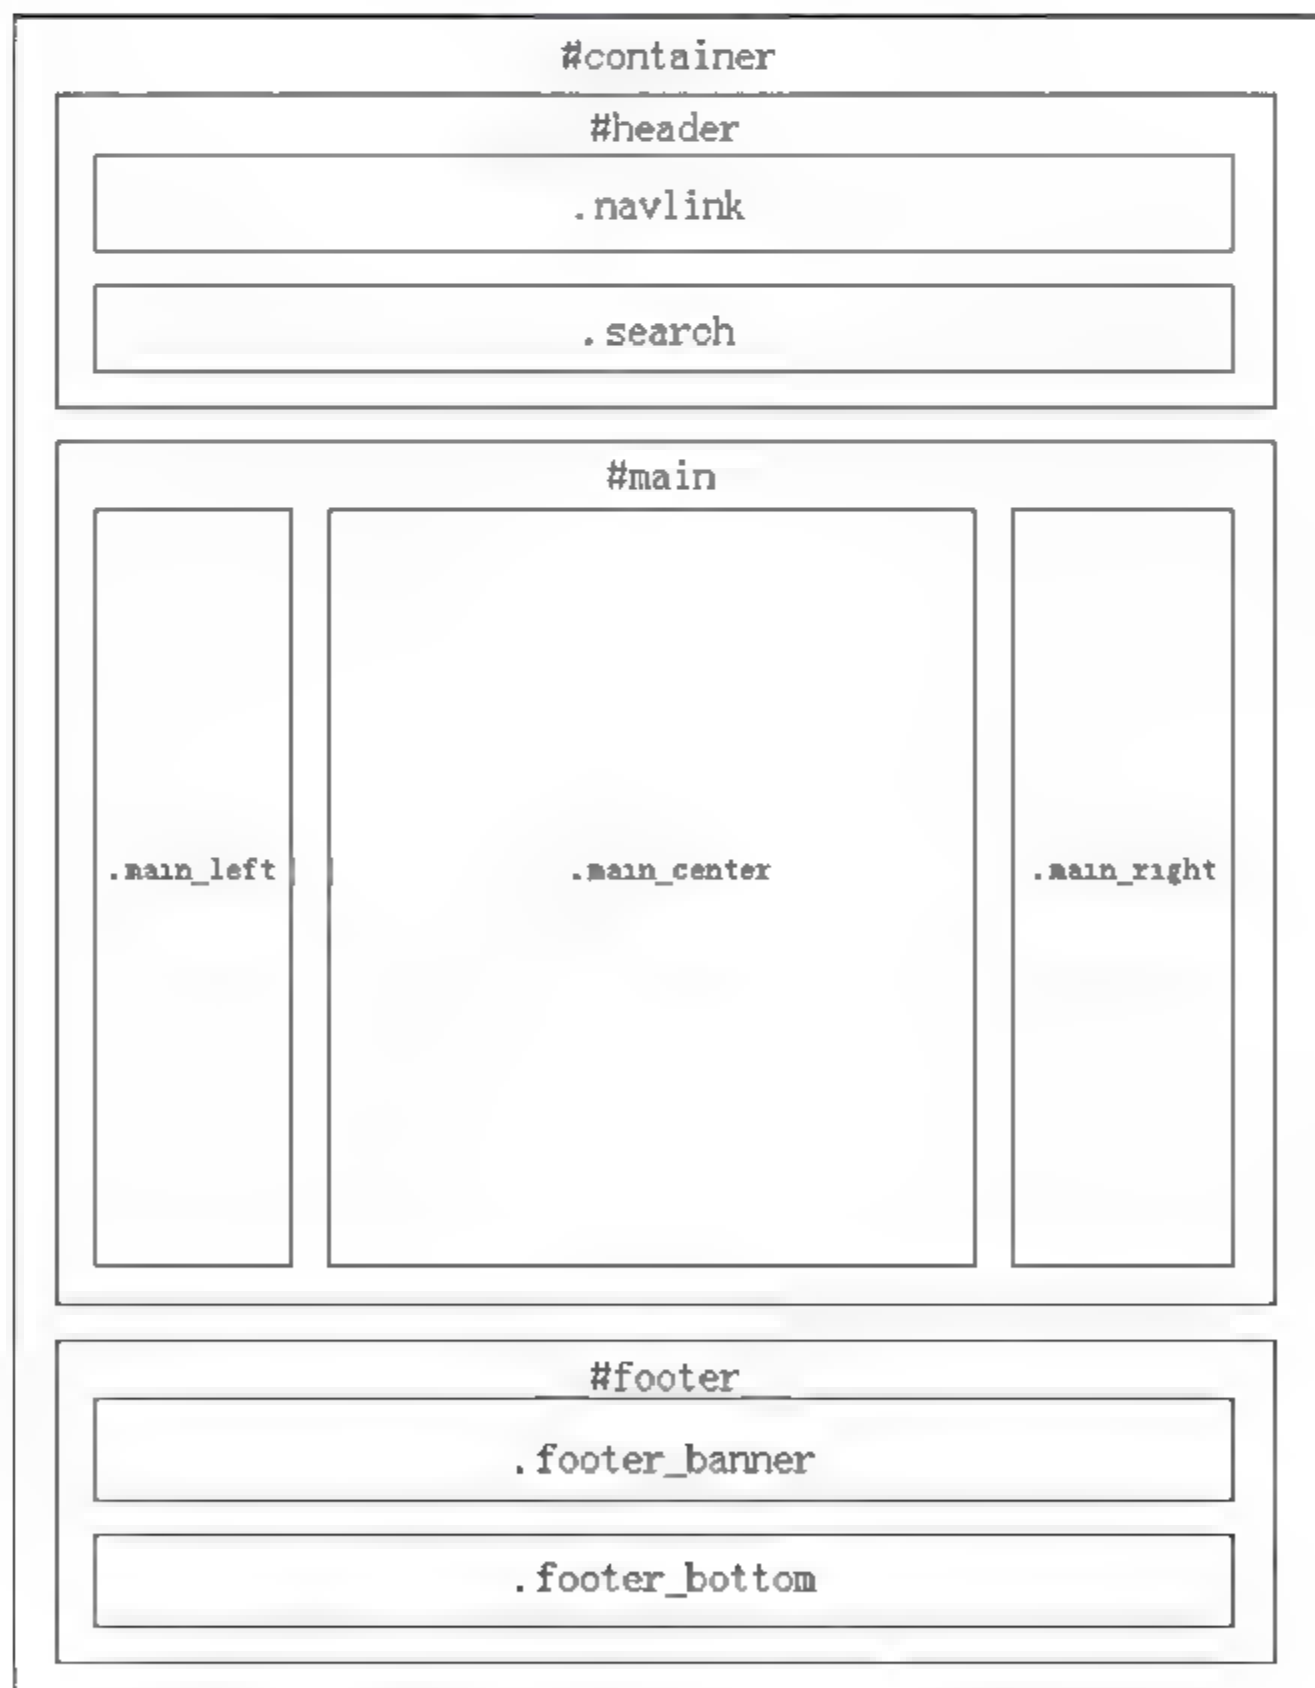 #container
#header
.navlink
.search
#main
.main_left .main_center .main_right
#footer
.footer_banner
.footer_bottom